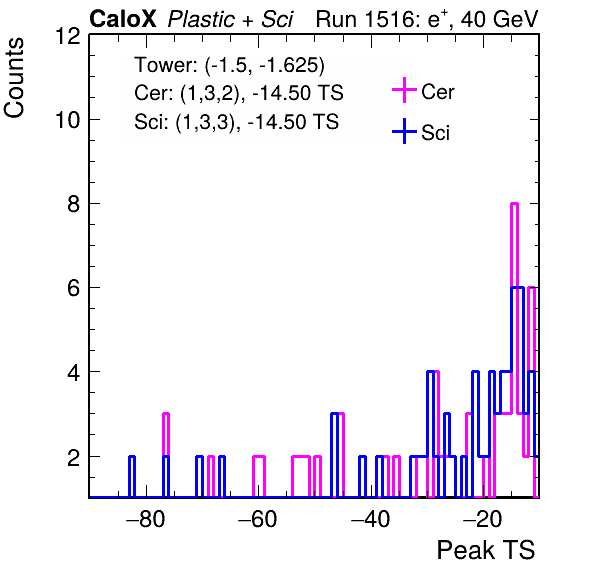 CaloX Plastic + Sci Run 1516: e⁺, 40 GeV
Counts
12
10
8
6
4
2
Tower: (-1.5, -1.625)
Cer: (1,3,2), -14.50 TS
Sci: (1,3,3), -14.50 TS
Cer
Sci
−80 −60 −40 −20
Peak TS